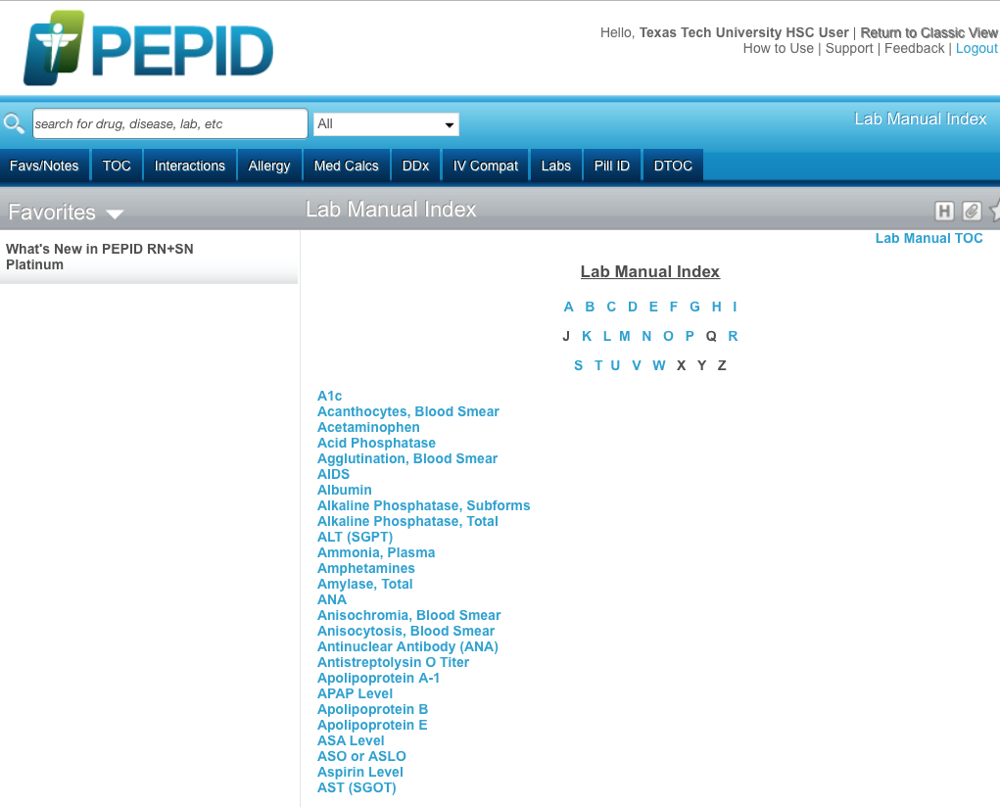 PEPID
Hello, Texas Tech University HSC User | Return to Classic View
How to Use | Support | Feedback | Logout
search for drug, disease, lab, etc
All
Lab Manual Index
Favs/Notes TOC Interactions Allergy Med Calcs DDx IV Compat Labs Pill ID DTOC
Favorites
Lab Manual Index
H
What's New in PEPID RN+SN
Platinum
Lab Manual TOC
Lab Manual Index
A B C D E F G H I
J K L M N O P Q R
S T U V W X Y Z
A1c
Acanthocytes, Blood Smear
Acetaminophen
Acid Phosphatase
Agglutination, Blood Smear
AIDS
Albumin
Alkaline Phosphatase, Subforms
Alkaline Phosphatase, Total
ALT (SGPT)
Ammonia, Plasma
Amphetamines
Amylase, Total
ANA
Anisochromia, Blood Smear
Anisocytosis, Blood Smear
Antinuclear Antibody (ANA)
Antistreptolysin O Titer
Apolipoprotein A-1
APAP Level
Apolipoprotein B
Apolipoprotein E
ASA Level
ASO or ASLO
Aspirin Level
AST (SGOT)